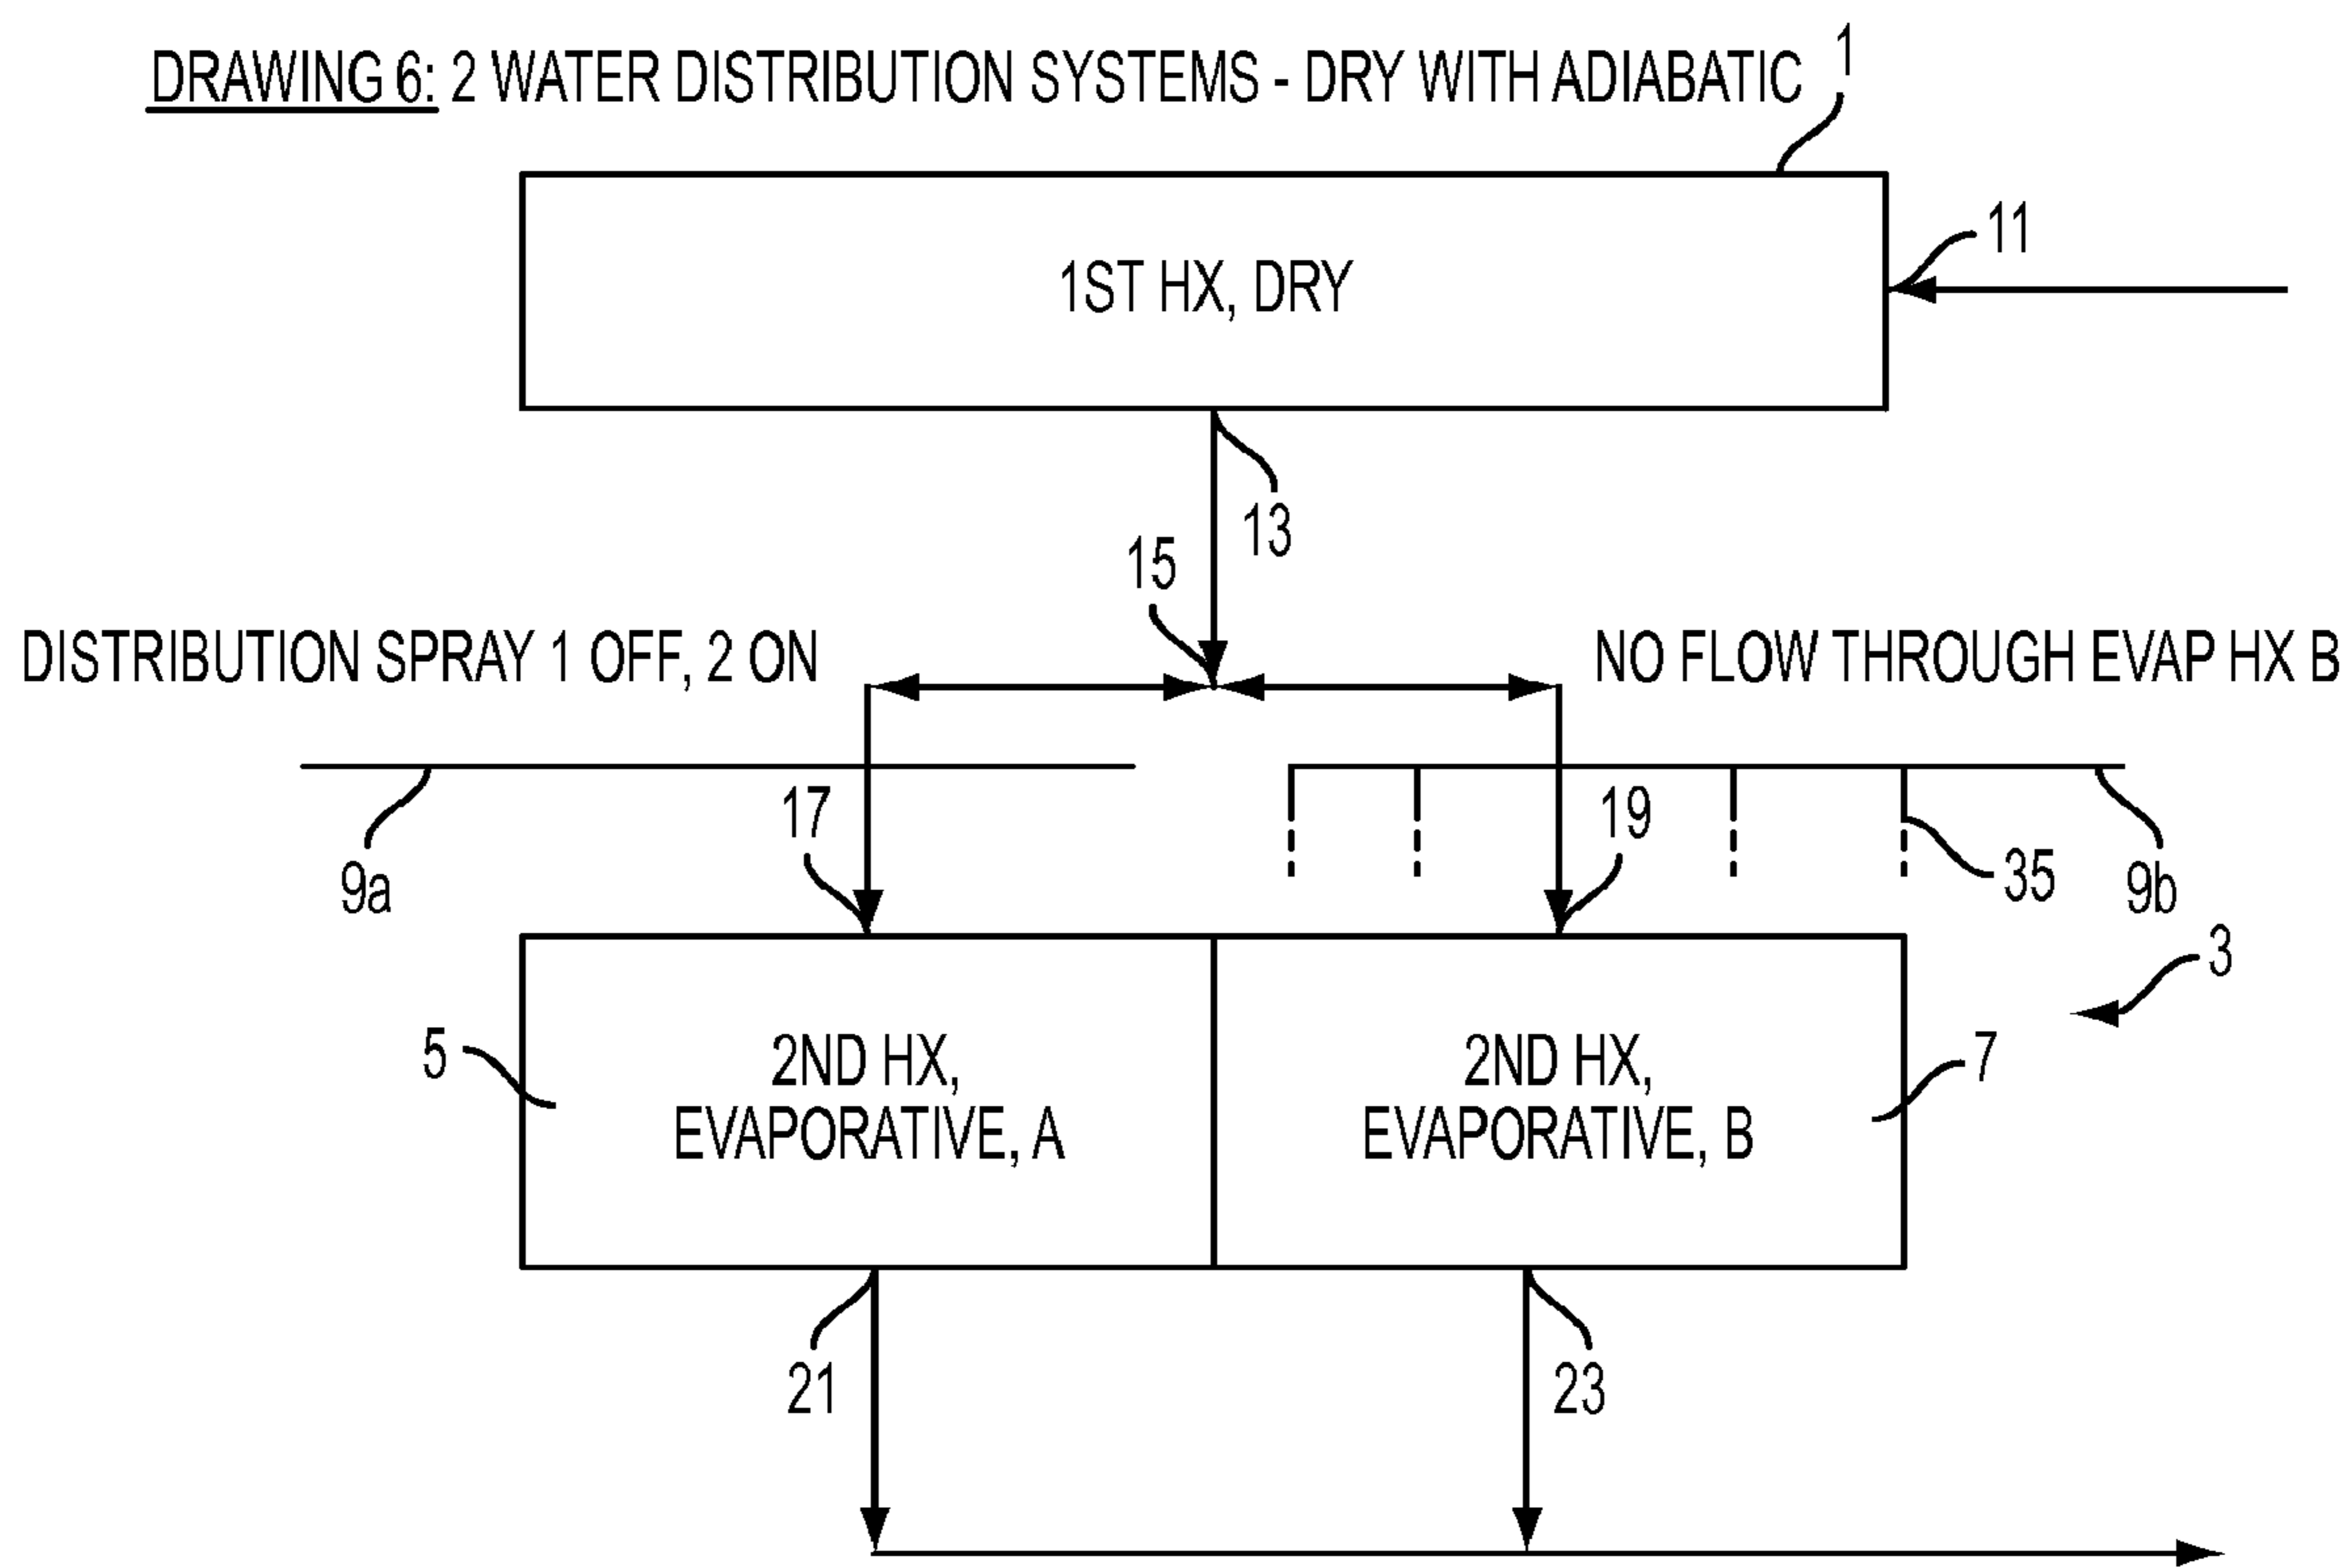 DRAWING 6: 2 WATER DISTRIBUTION SYSTEMS - DRY WITH ADIABATIC
1
1ST HX, DRY
11
13
15
DISTRIBUTION SPRAY 1 OFF, 2 ON
NO FLOW THROUGH EVAP HX B
17
19
9a
35
9b
3
5
2ND HX,
EVAPORATIVE, A
2ND HX,
EVAPORATIVE, B
7
21
23